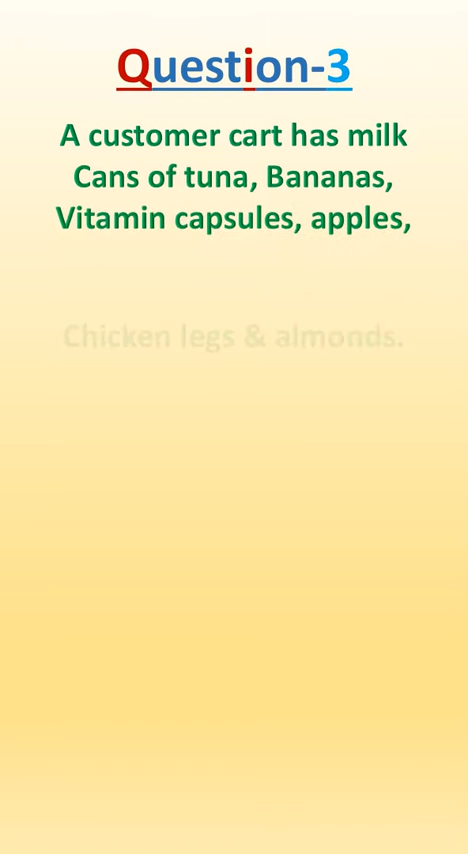 Question-3
A customer cart has milk
Cans of tuna, Bananas,
Vitamin capsules, apples,
Chicken legs & almonds.